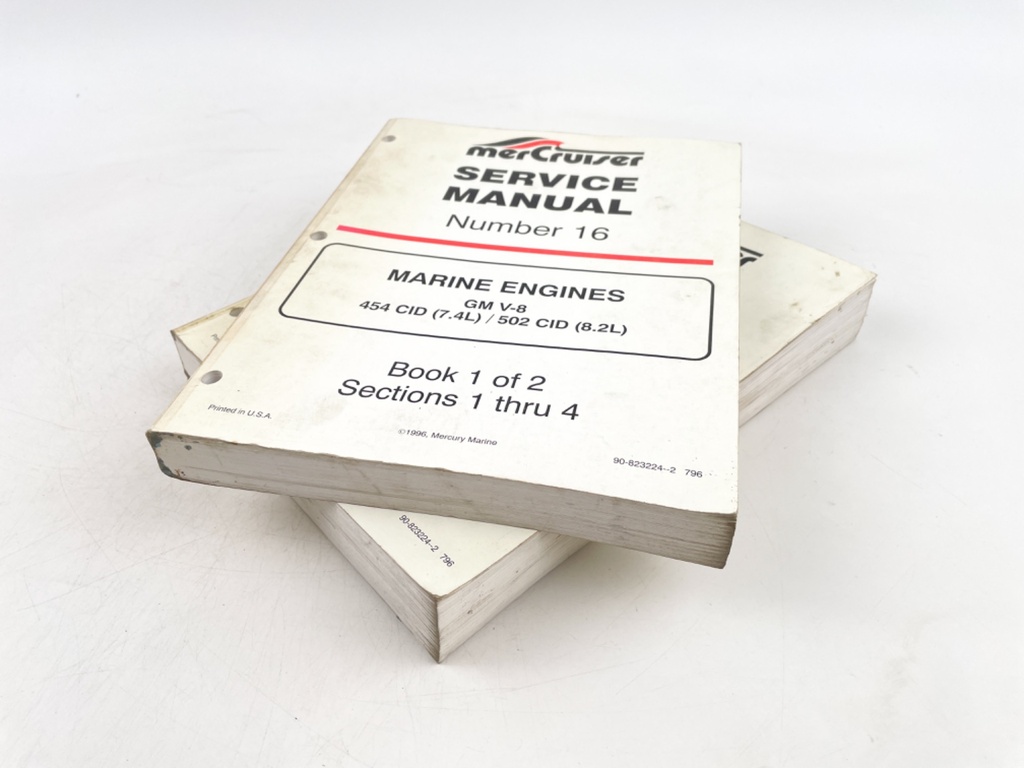 merCruiser
SERVICE
MANUAL
Number 16
MARINE ENGINES
GM V-8
454 CID (7.4L) / 502 CID (8.2L)
Book 1 of 2
Sections 1 thru 4
Printed in U.S.A.
©1996, Mercury Marine
90-823224--2 796
90-823224--2 796